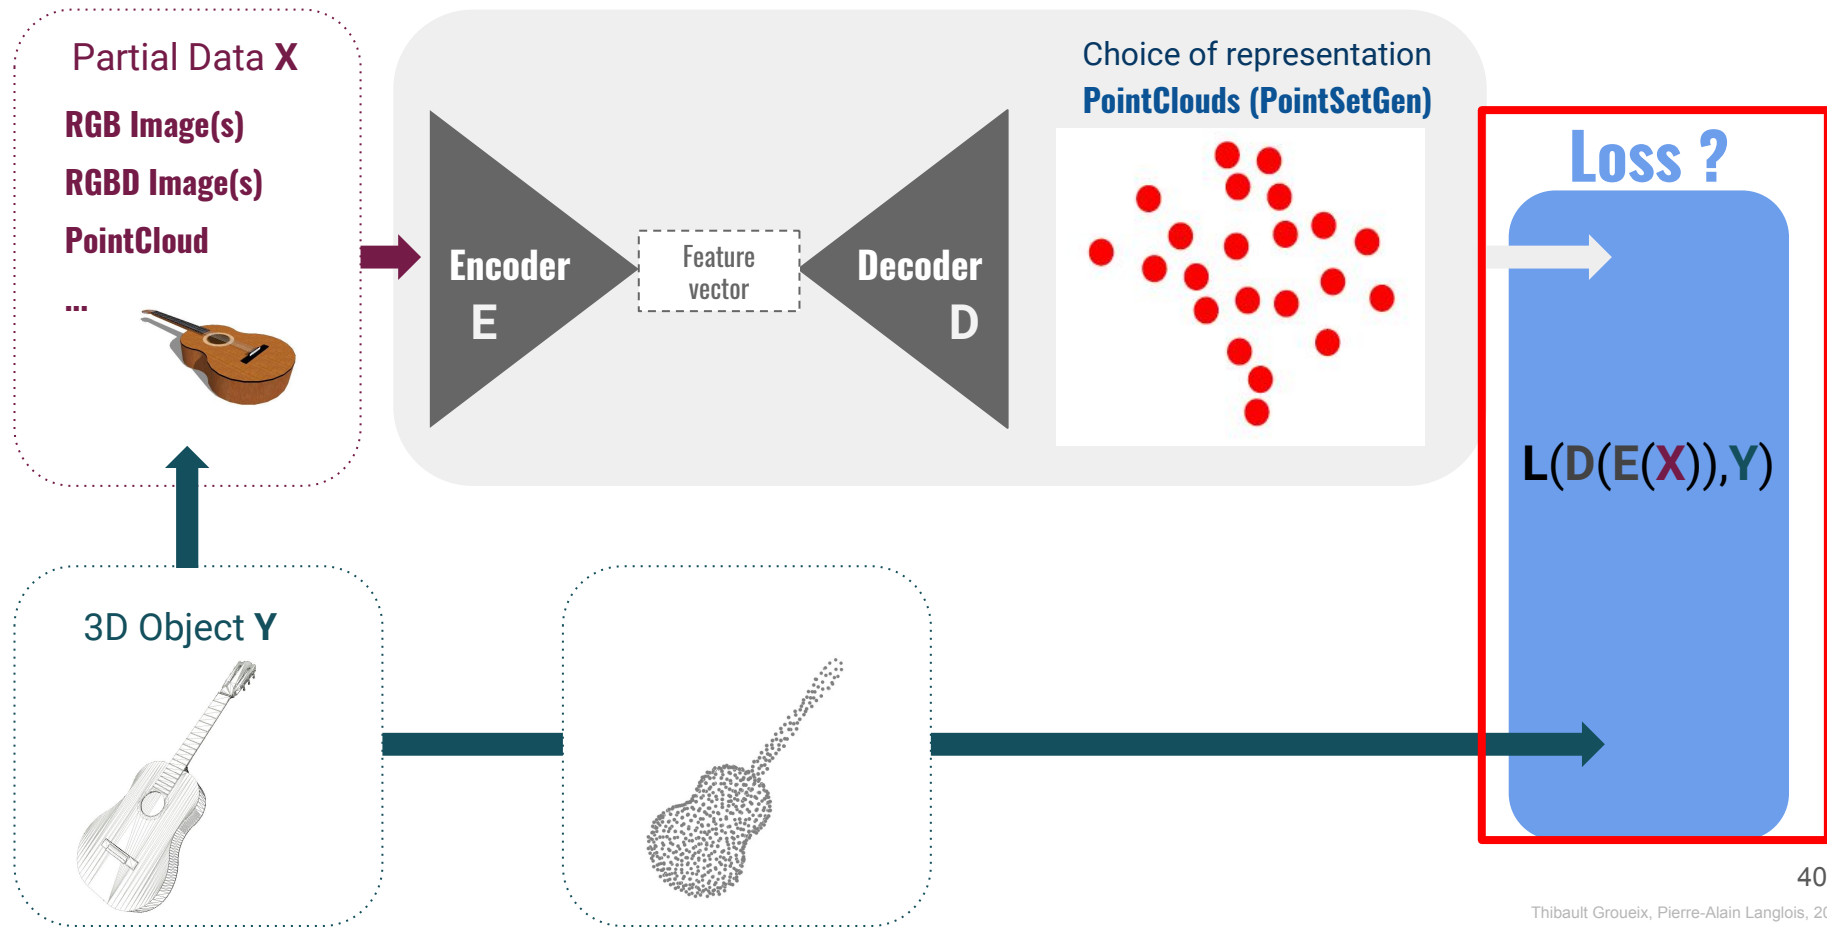 Partial Data X
RGB Image(s)
RGBD Image(s)
PointCloud
...
Encoder
E
Feature
vector
Decoder
D
Choice of representation
PointClouds (PointSetGen)
Loss ?
L(D(E(X)),Y)
3D Object Y
40
Thibault Groueix, Pierre-Alain Langlois, 20